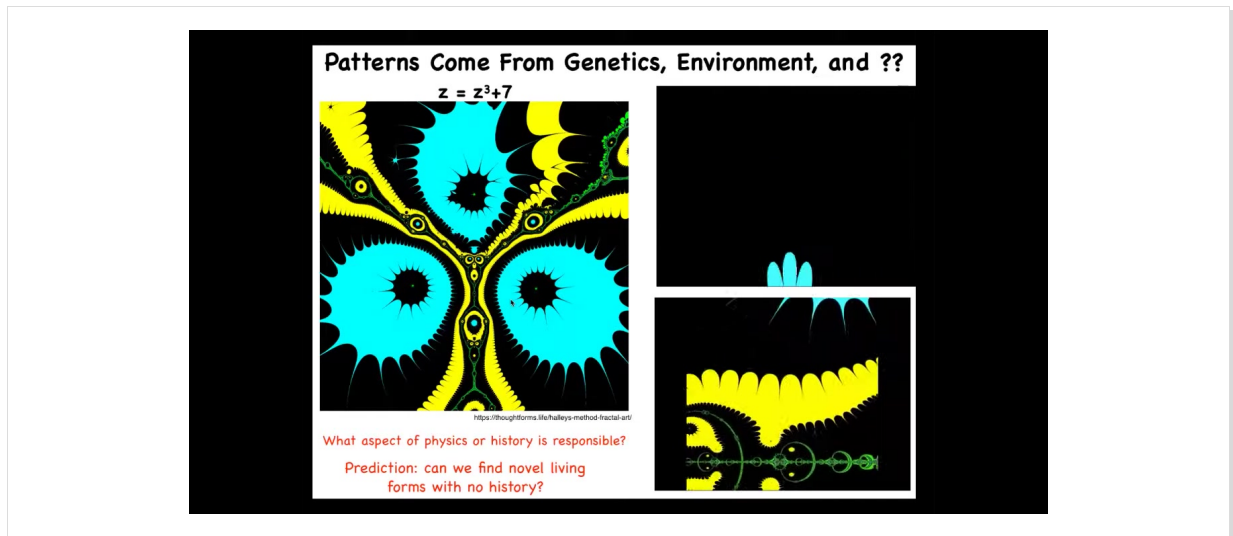 Patterns Come From Genetics, Environment, and ??
z = z³+7
https://thoughtforms.life/halleys-method-fractal-art/
What aspect of physics or history is responsible?
Prediction: can we find novel living
forms with no history?